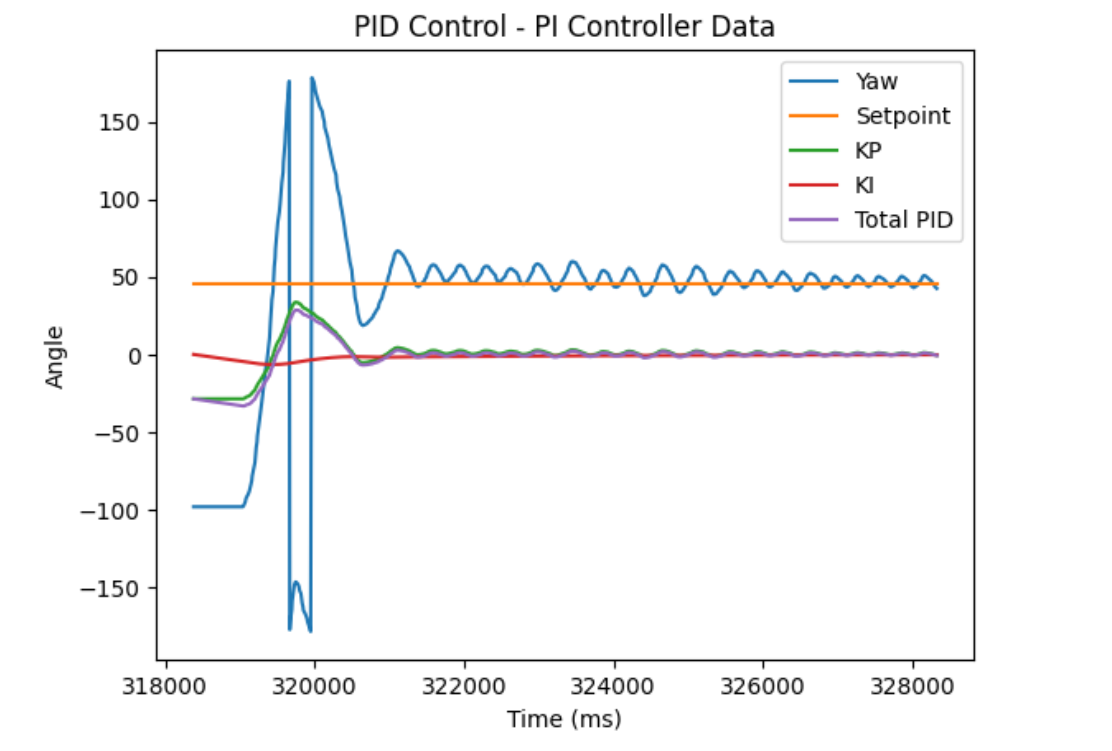 PID Control - PI Controller Data
Yaw
Setpoint
KP
KI
Total PID
150
100
50
0
−50
−100
−150
Angle
318000 320000 322000 324000 326000 328000
Time (ms)